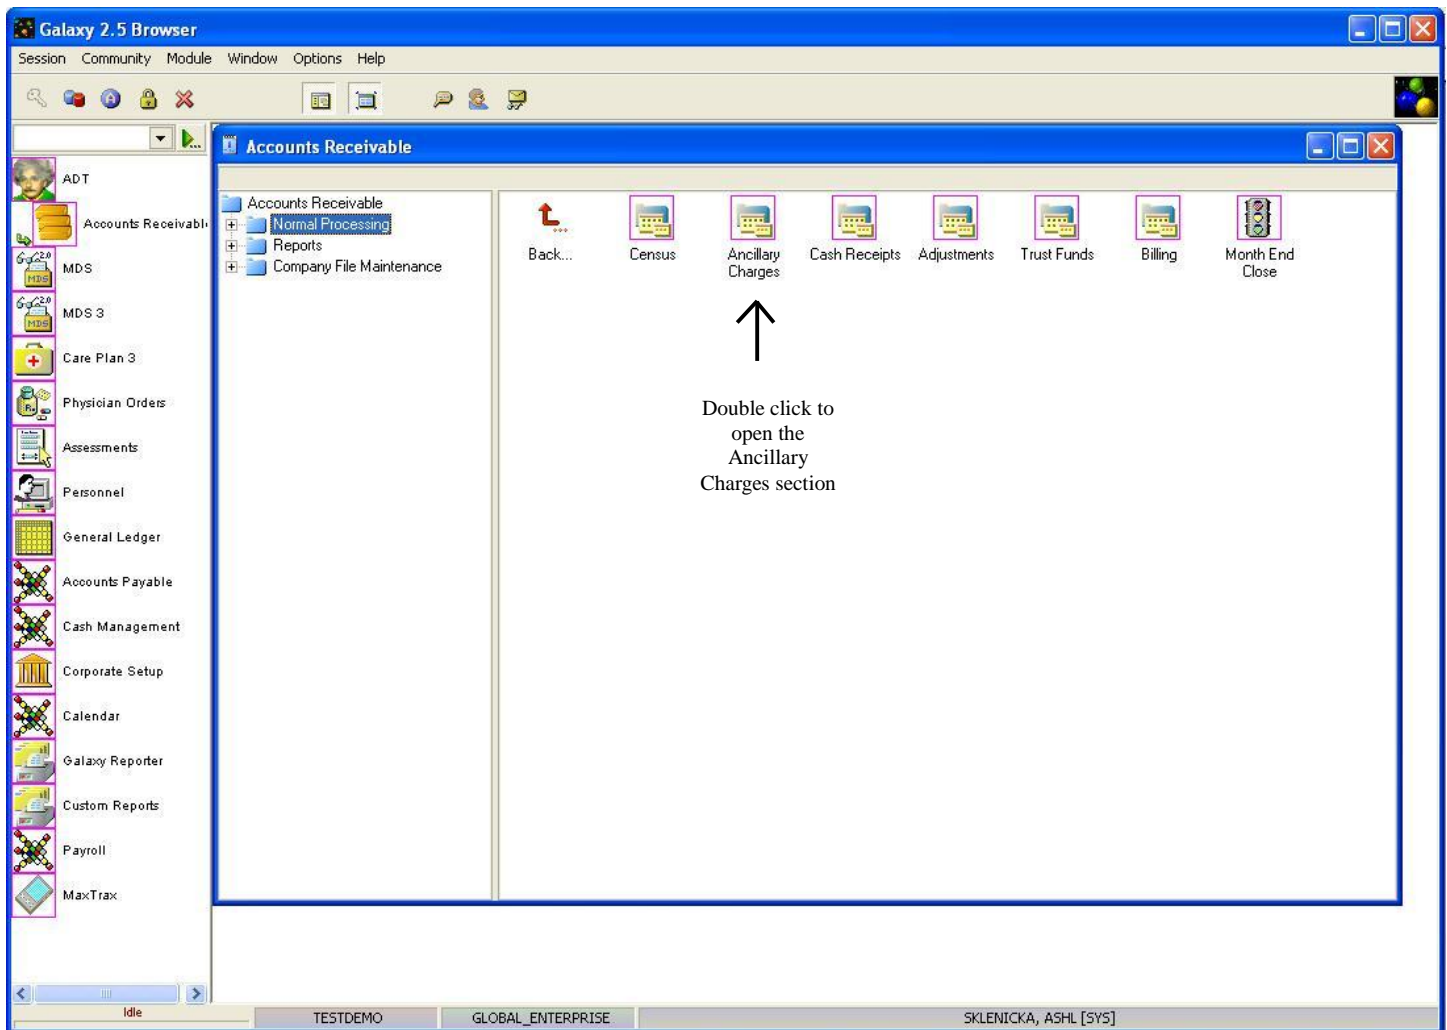 Galaxy 2.5 Browser
Session Community Module Window Options Help
Accounts Receivable
ADT
Accounts Receivabl
MDS
MDS 3
Care Plan 3
Physician Orders
Assessments
Personnel
General Ledger
Accounts Payable
Cash Management
Corporate Setup
Calendar
Galaxy Reporter
Custom Reports
Payroll
MaxTrax
Accounts Receivable
Normal Processing
Reports
Company File Maintenance
Back...
Census
Ancillary
Charges
Cash Receipts
Adjustments
Trust Funds
Billing
Month End
Close
Double click to
open the
Ancillary
Charges section
Idle
TESTDEMO
GLOBAL_ENTERPRISE
SKLENICKA, ASHL [SYS]